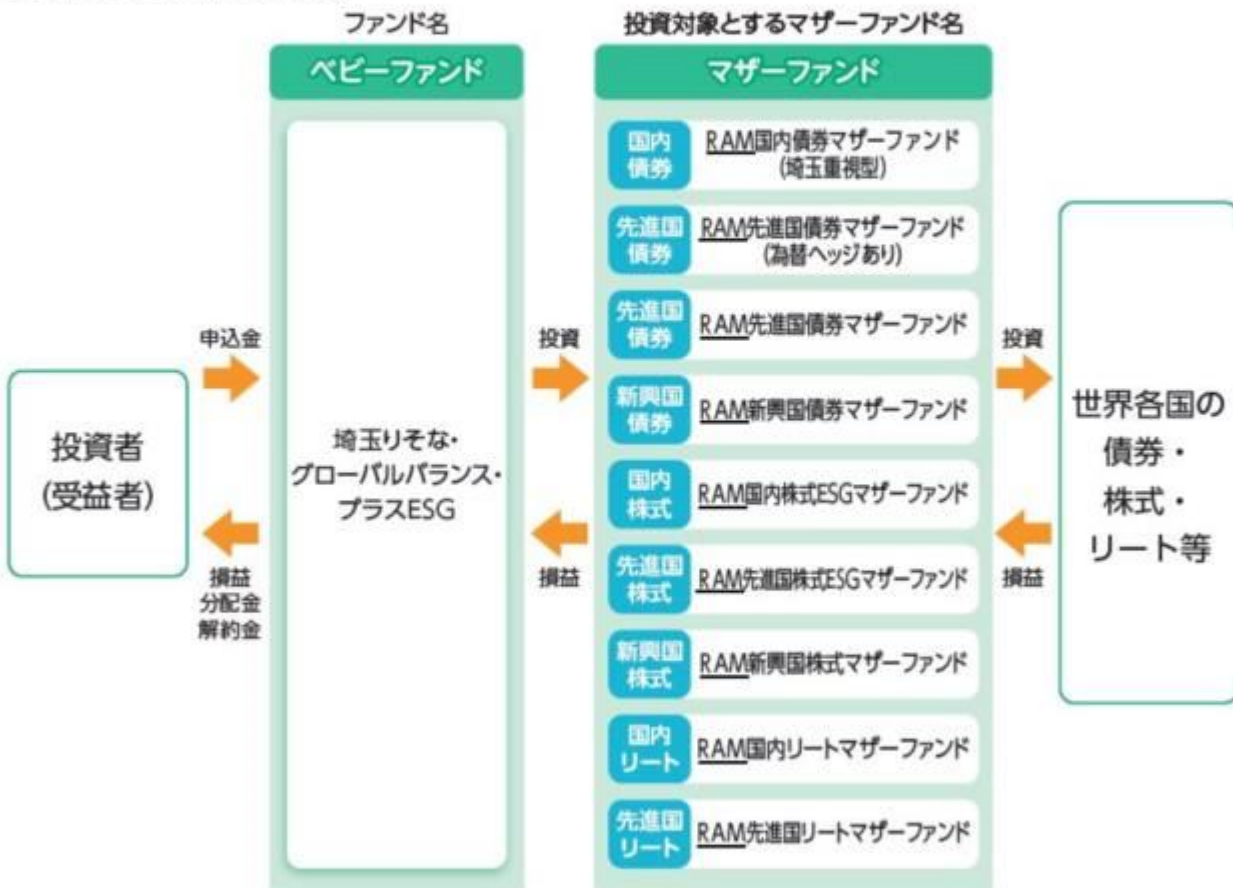 ファンド名
投資対象とするマザーファンド名
ベビーファンド
マザーファンド
投資者
(受益者)
申込金
損益
分配金
解約金
埼玉りそな・
グローバルバランス・
プラスESG
投資
損益
国内
債券
RAM国内債券マザーファンド
(埼玉重視型)
先進国
債券
RAM先進国債券マザーファンド
(為替ヘッジあり)
先進国
債券
RAM先進国債券マザーファンド
新興国
債券
RAM新興国債券マザーファンド
国内
株式
RAM国内株式ESGマザーファンド
先進国
株式
RAM先進国株式ESGマザーファンド
新興国
株式
RAM新興国株式マザーファンド
国内
リート
RAM国内リートマザーファンド
先進国
リート
RAM先進国リートマザーファンド
投資
損益
世界各国の
債券・
株式・
リート等